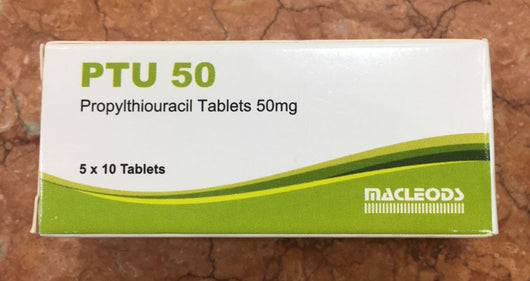 PTU 50
Propylthiouracil Tablets 50mg
5 x 10 Tablets
MACLEODS